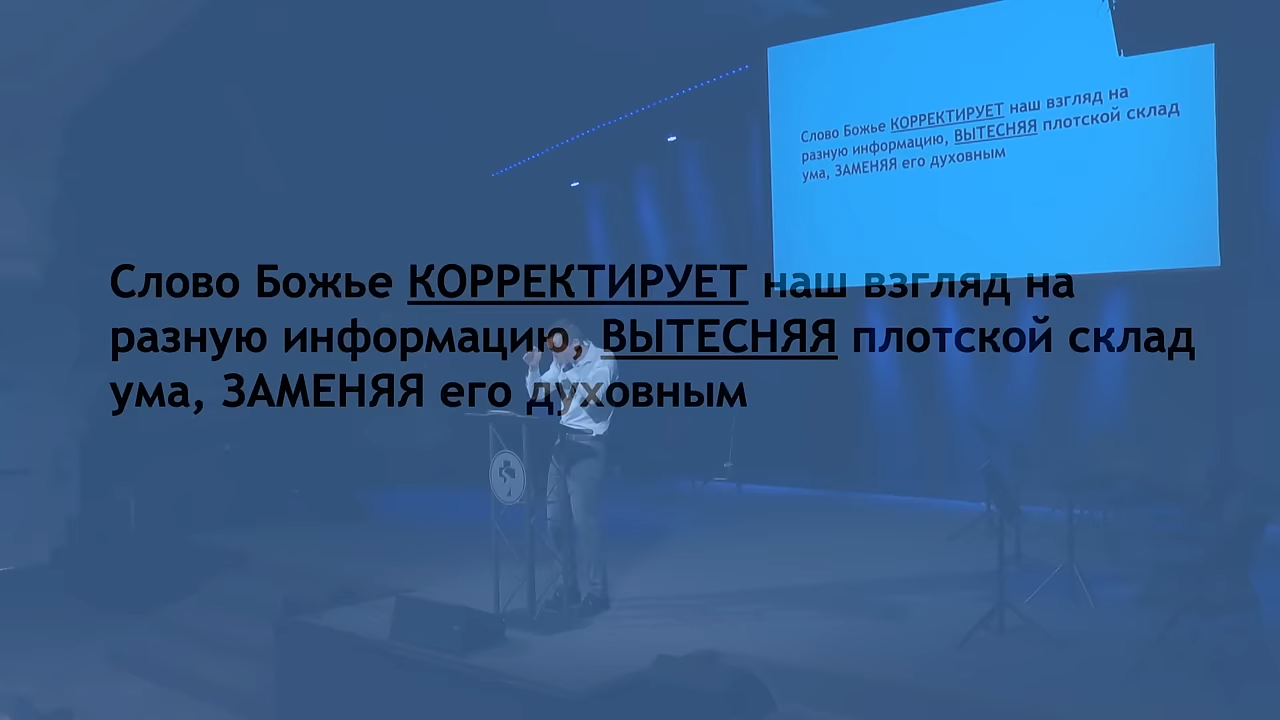 Слово Божье КОРРЕКТИРУЕТ наш взгляд на
разную информацию, ВЫТЕСНЯЯ плотской склад
ума, ЗАМЕНЯЯ его духовным
Слово Божье КОРРЕКТИРУЕТ наш взгляд на
разную информацию, ВЫТЕСНЯЯ плотской склад
ума, ЗАМЕНЯЯ его духовным